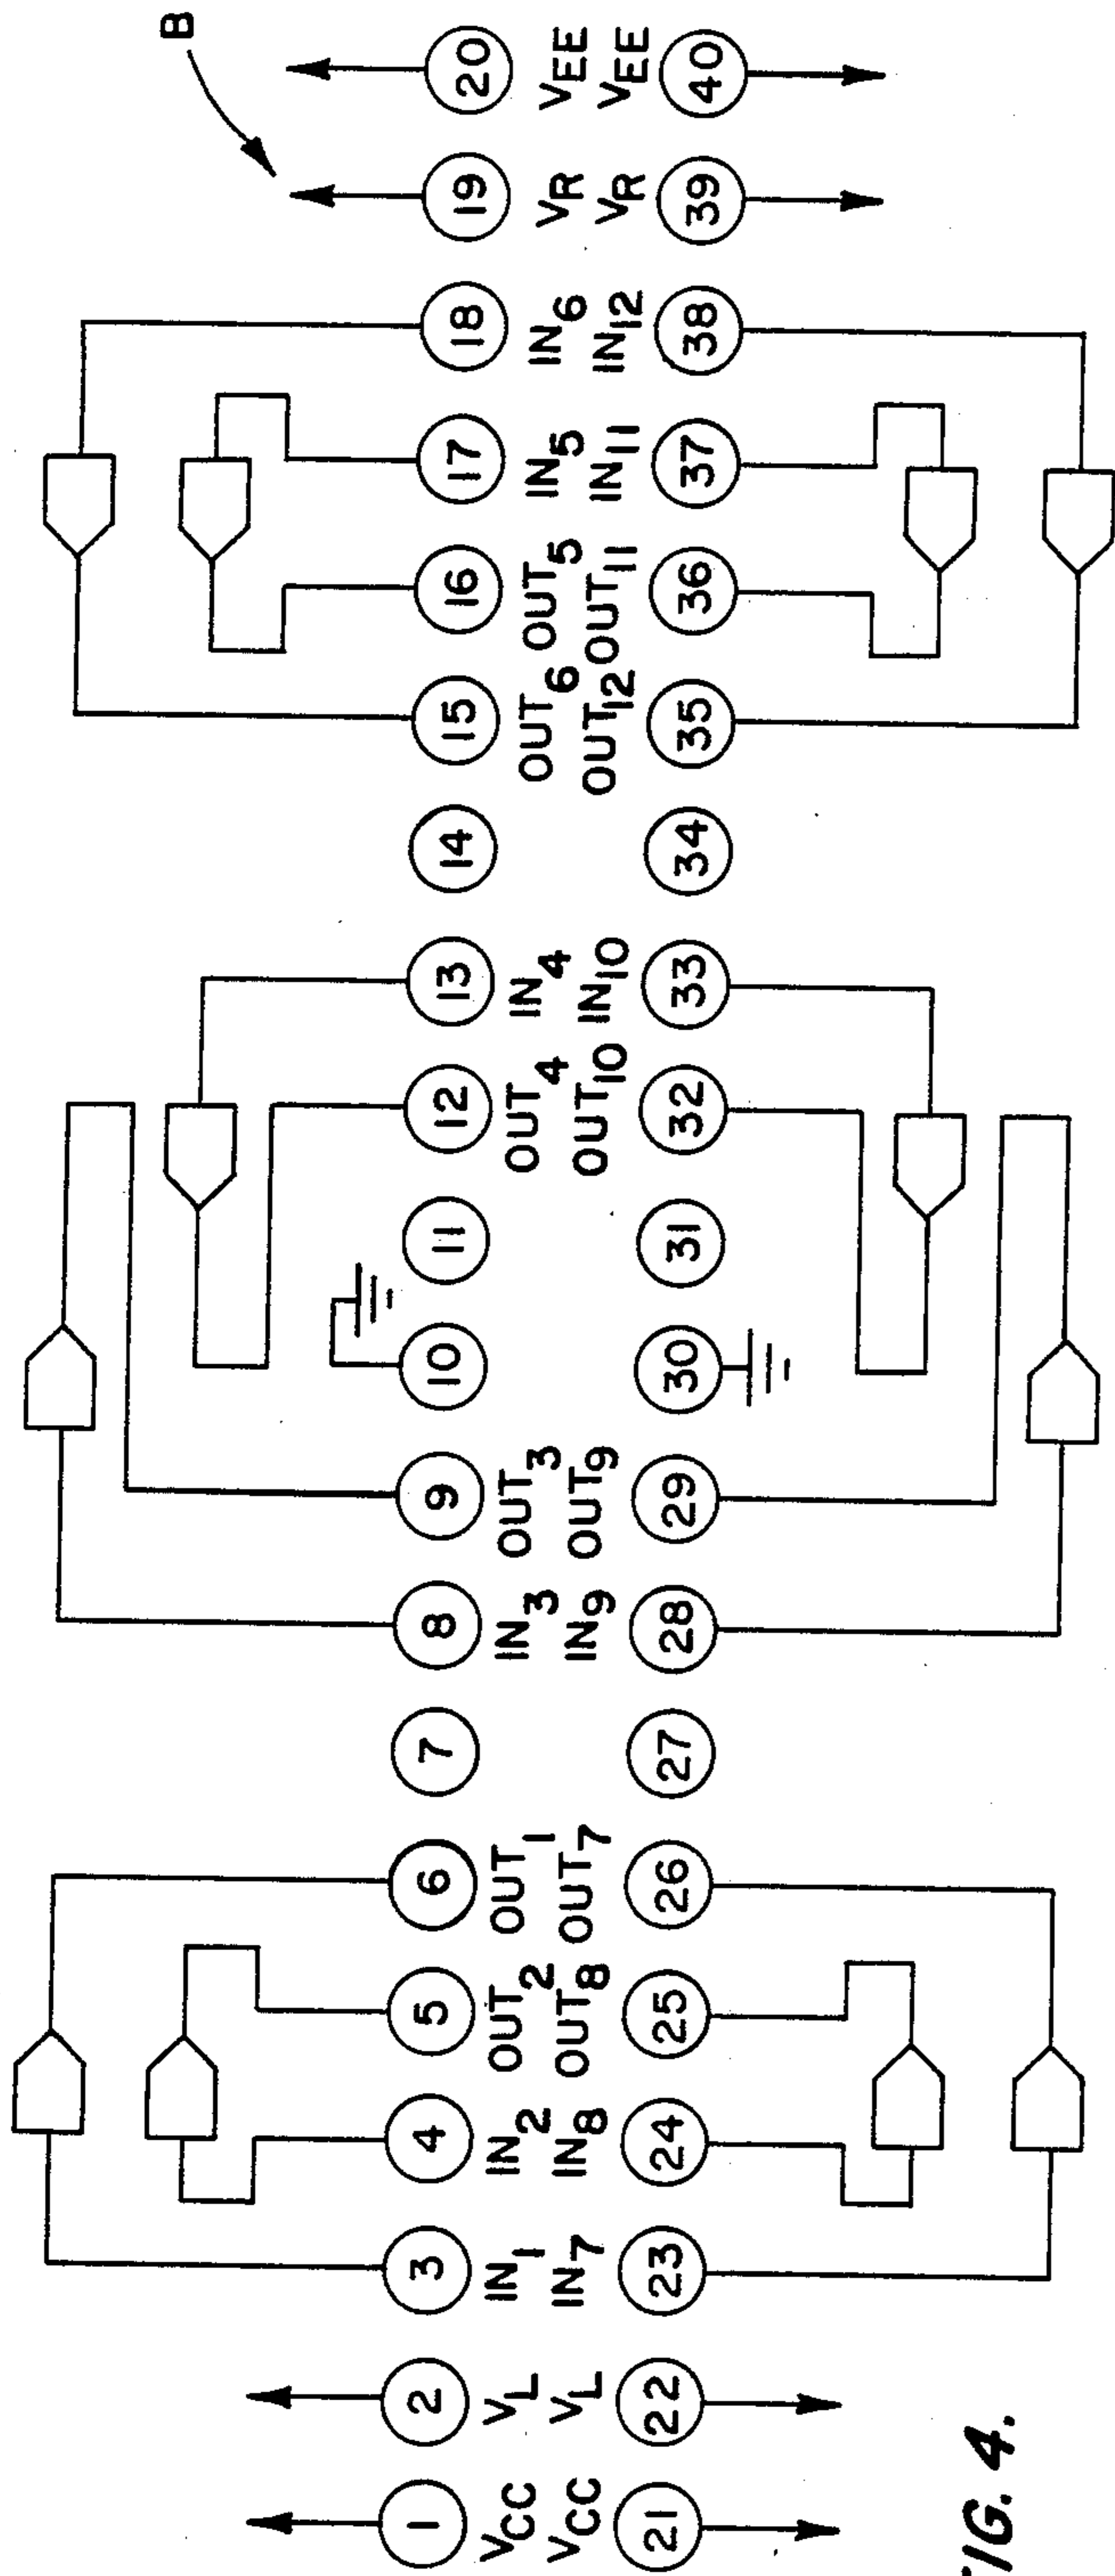 B
1 2 3 4 5 6 7 8 9 10 11 12 13 14 15 16 17 18 19 20
VCC VL IN1 IN2 OUT2 OUT1 IN3 OUT3 OUT4 IN4 OUT6 OUT5 IN5 IN6 VR VEE
VCC VL IN7 IN8 OUT8 OUT7 IN9 OUT9 OUT10 IN10 OUT12 OUT11 IN11 IN12 VR VEE
21 22 23 24 25 26 27 28 29 30 31 32 33 34 35 36 37 38 39 40
FIG. 4.